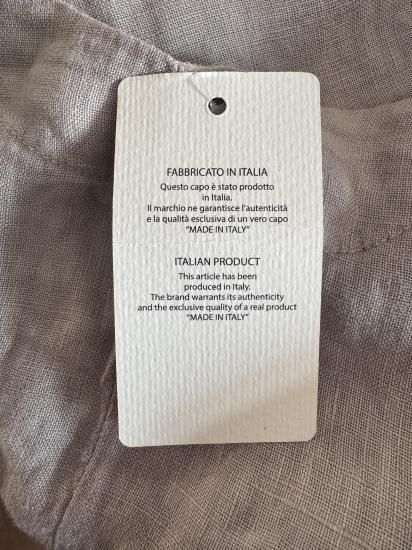 FABBRICATO IN ITALIA
Questo capo è stato prodotto
in Italia.
Il marchio ne garantisce l'autenticità
e la qualità esclusiva di un vero capo
"MADE IN ITALY"
ITALIAN PRODUCT
This article has been
produced in Italy.
The brand warrants its authenticity
and the exclusive quality of a real product
"MADE IN ITALY"